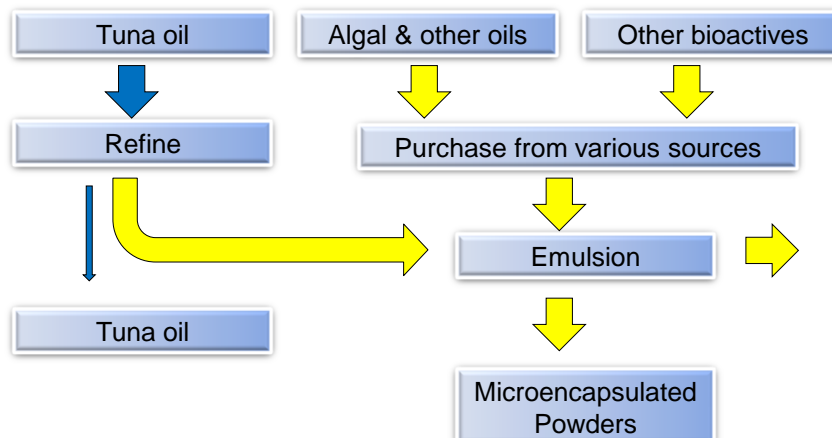 Tuna oil
Algal & other oils
Other bioactives
Refine
Purchase from various sources
Emulsion
Tuna oil
Microencapsulated
Powders